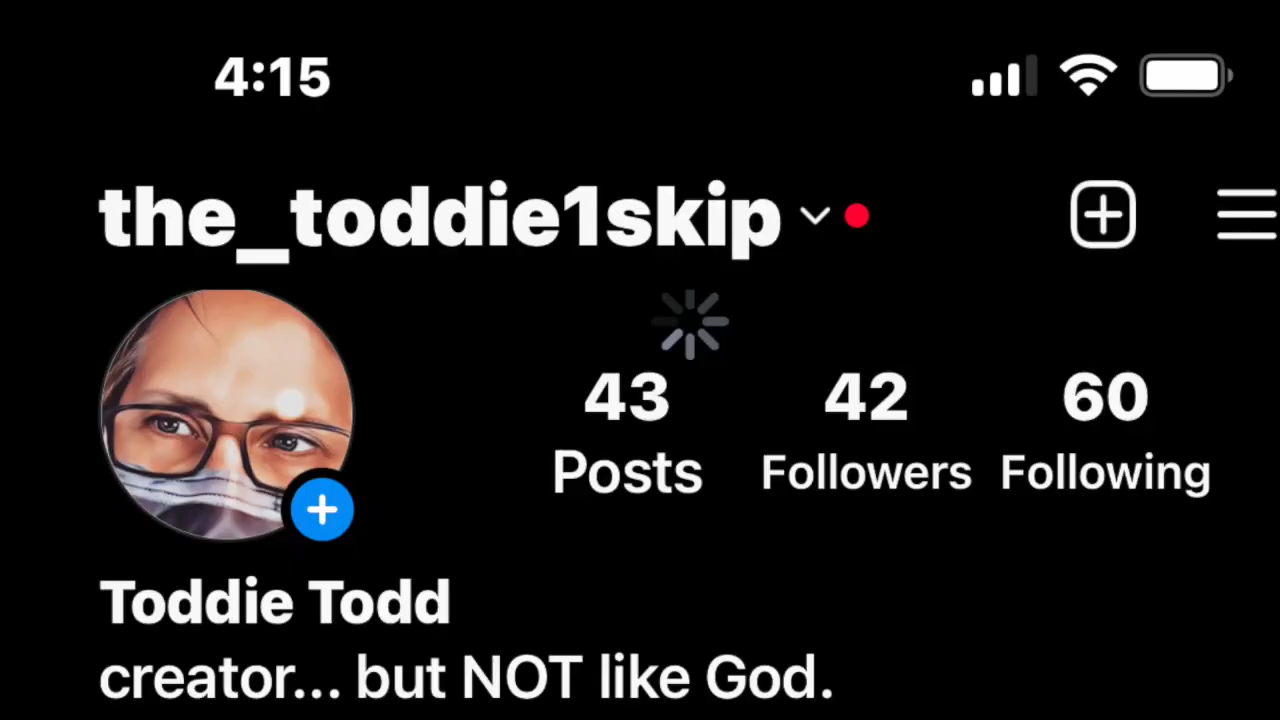 4:15
the_toddie1skip
43 42 60
Posts Followers Following
Toddie Todd
creator... but NOT like God.